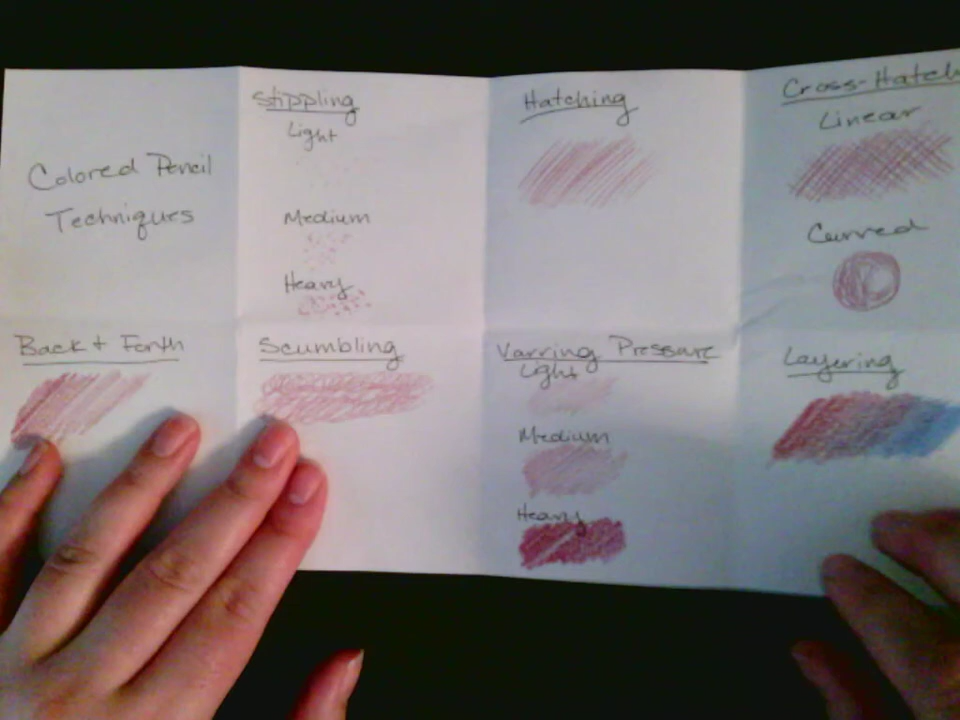 Colored Pencil
Techniques
Stippling
Light
Medium
Heavy
Hatching
Cross-Hatch
Linear
Curved
Back + Forth
Scumbling
Varring Pressure
Light
Medium
Heavy
Layering